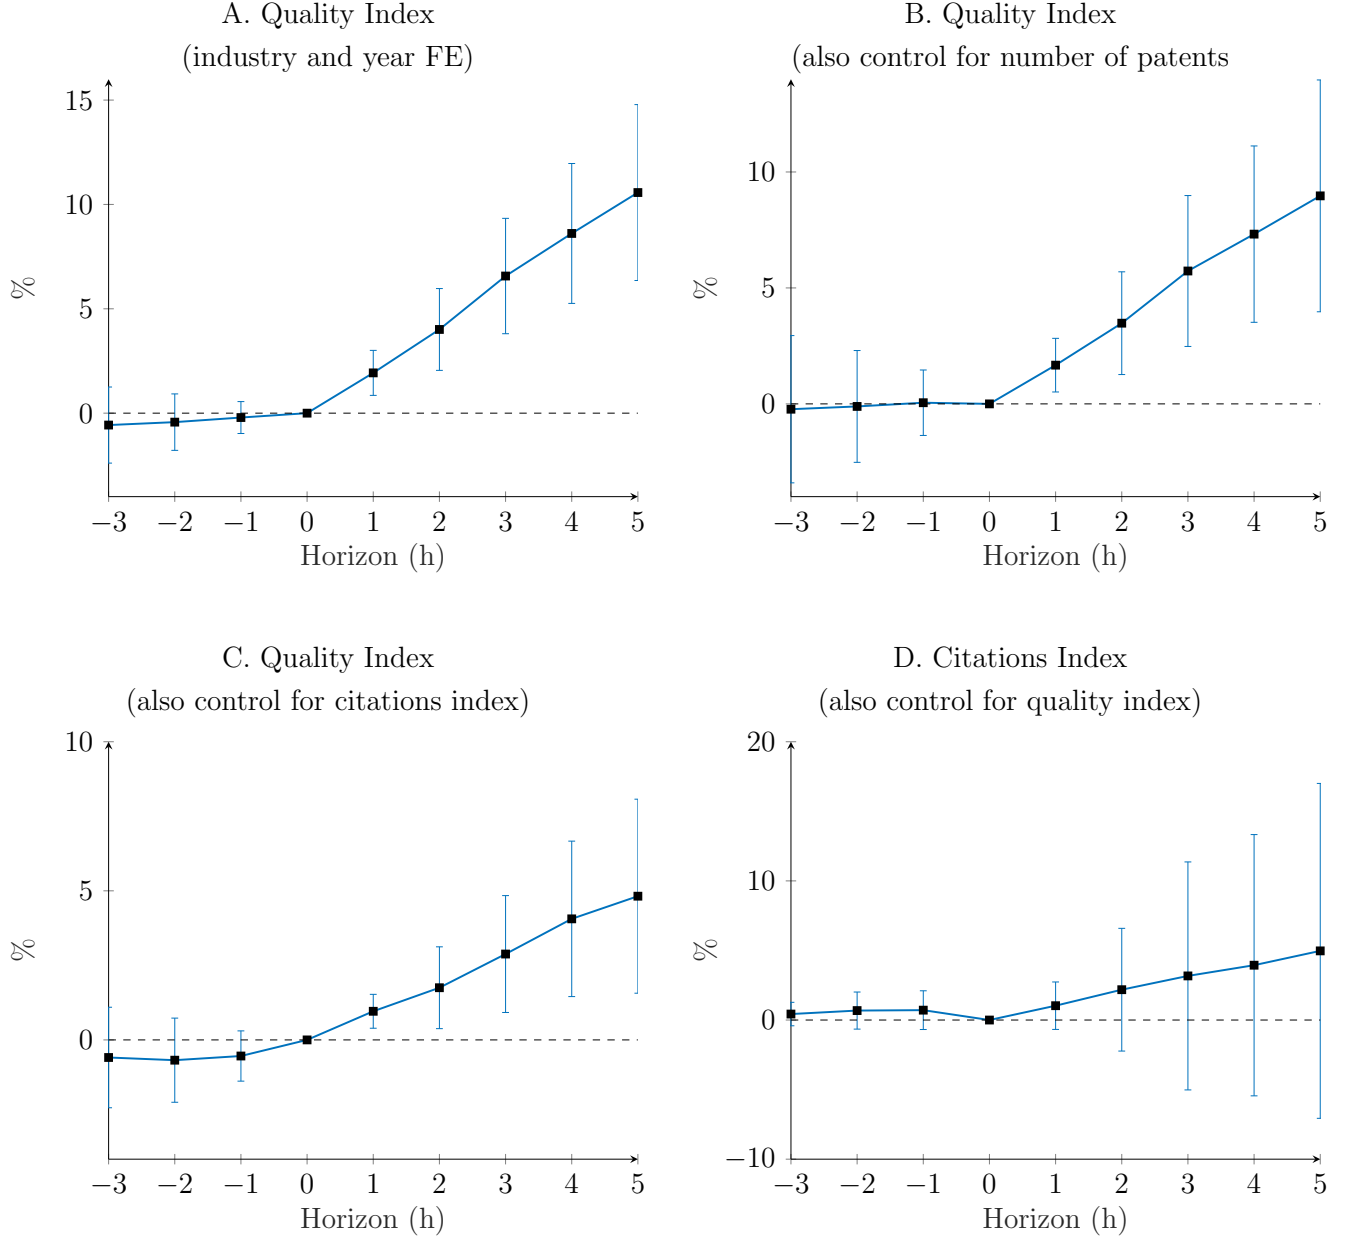 A. Quality Index
(industry and year FE)
15
10
5
0
%
−3 −2 −1 0 1 2 3 4 5
Horizon (h)
B. Quality Index
(also control for number of patents
10
5
0
%
−3 −2 −1 0 1 2 3 4 5
Horizon (h)
C. Quality Index
(also control for citations index)
10
5
0
%
−3 −2 −1 0 1 2 3 4 5
Horizon (h)
D. Citations Index
(also control for quality index)
20
10
0
−10
%
−3 −2 −1 0 1 2 3 4 5
Horizon (h)